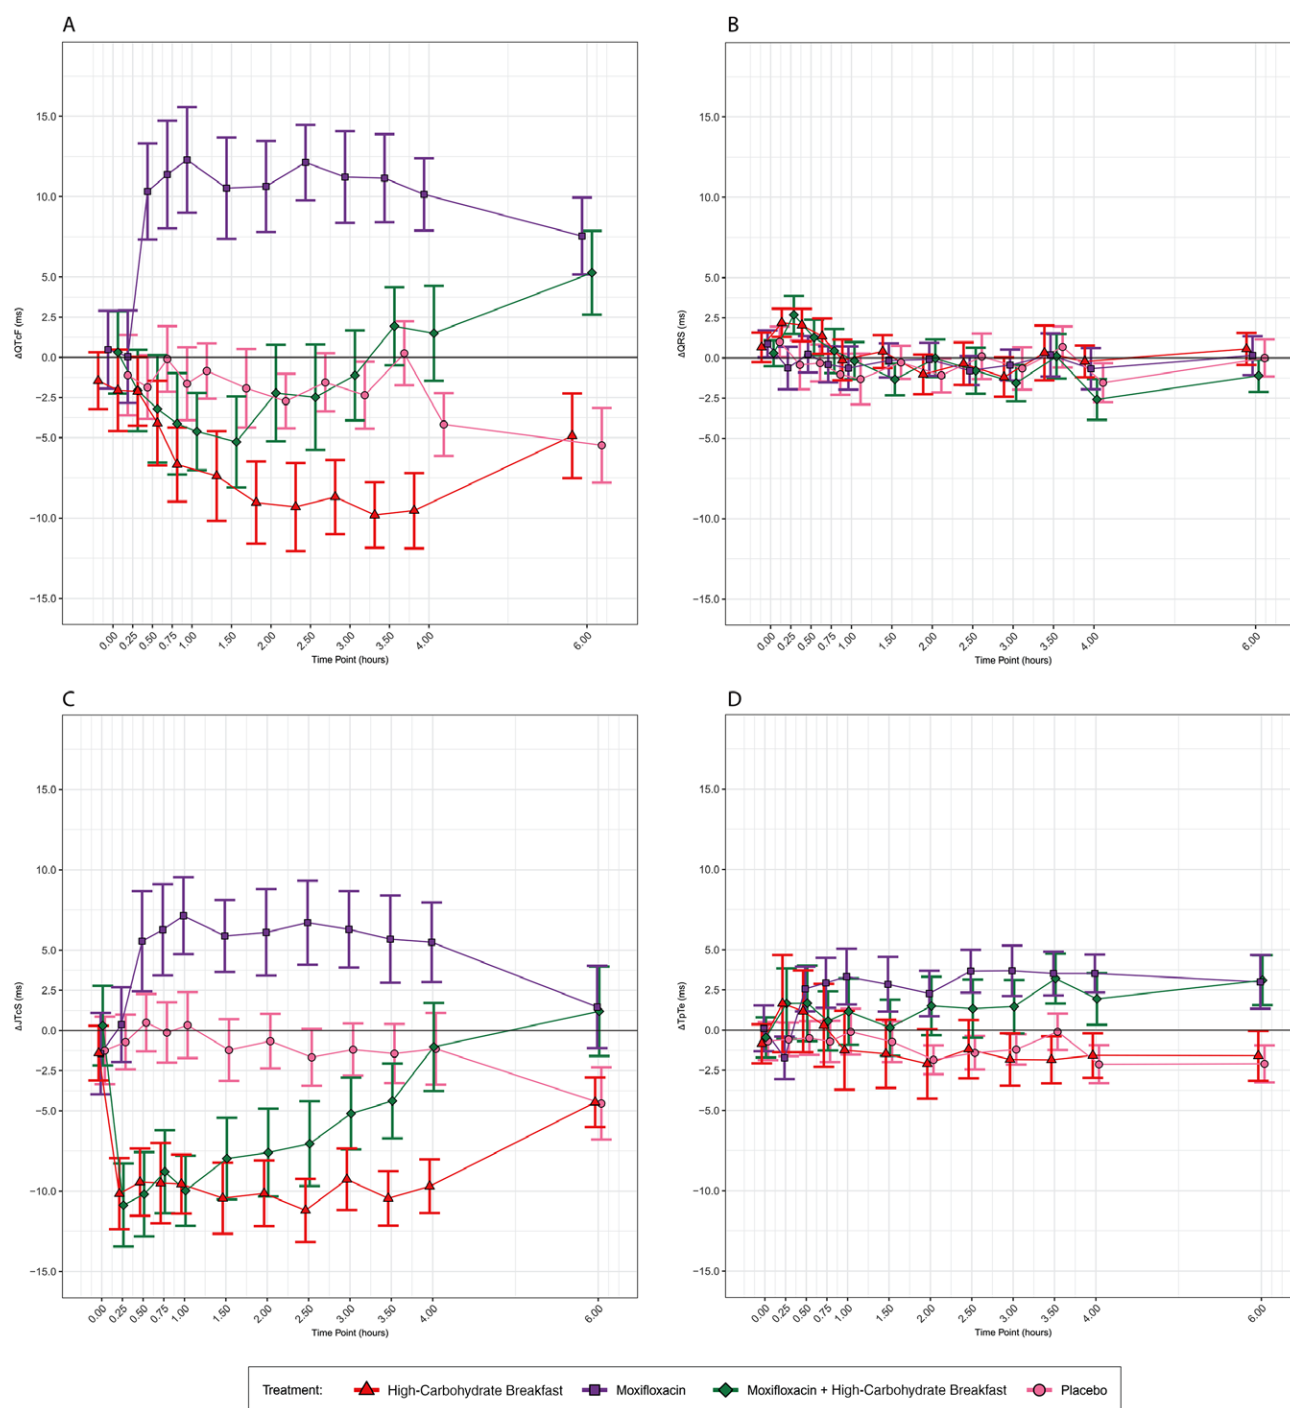 A
15.0
10.0
5.0
2.5
0.0
−2.5
−5.0
−10.0
−15.0
ΔQTcF (ms)
0.00 0.25 0.50 0.75 1.00 1.50 2.00 2.50 3.00 3.50 4.00 6.00
Time Point (hours)
B
15.0
10.0
5.0
2.5
0.0
−2.5
−5.0
−10.0
−15.0
ΔQRS (ms)
0.00 0.25 0.50 0.75 1.00 1.50 2.00 2.50 3.00 3.50 4.00 6.00
Time Point (hours)
C
15.0
10.0
5.0
2.5
0.0
−2.5
−5.0
−10.0
−15.0
ΔJTcS (ms)
0.00 0.25 0.50 0.75 1.00 1.50 2.00 2.50 3.00 3.50 4.00 6.00
Time Point (hours)
D
15.0
10.0
5.0
2.5
0.0
−2.5
−5.0
−10.0
−15.0
ΔTpTe (ms)
0.00 0.25 0.50 0.75 1.00 1.50 2.00 2.50 3.00 3.50 4.00 6.00
Time Point (hours)
Treatment: High-Carbohydrate Breakfast Moxifloxacin Moxifloxacin + High-Carbohydrate Breakfast Placebo